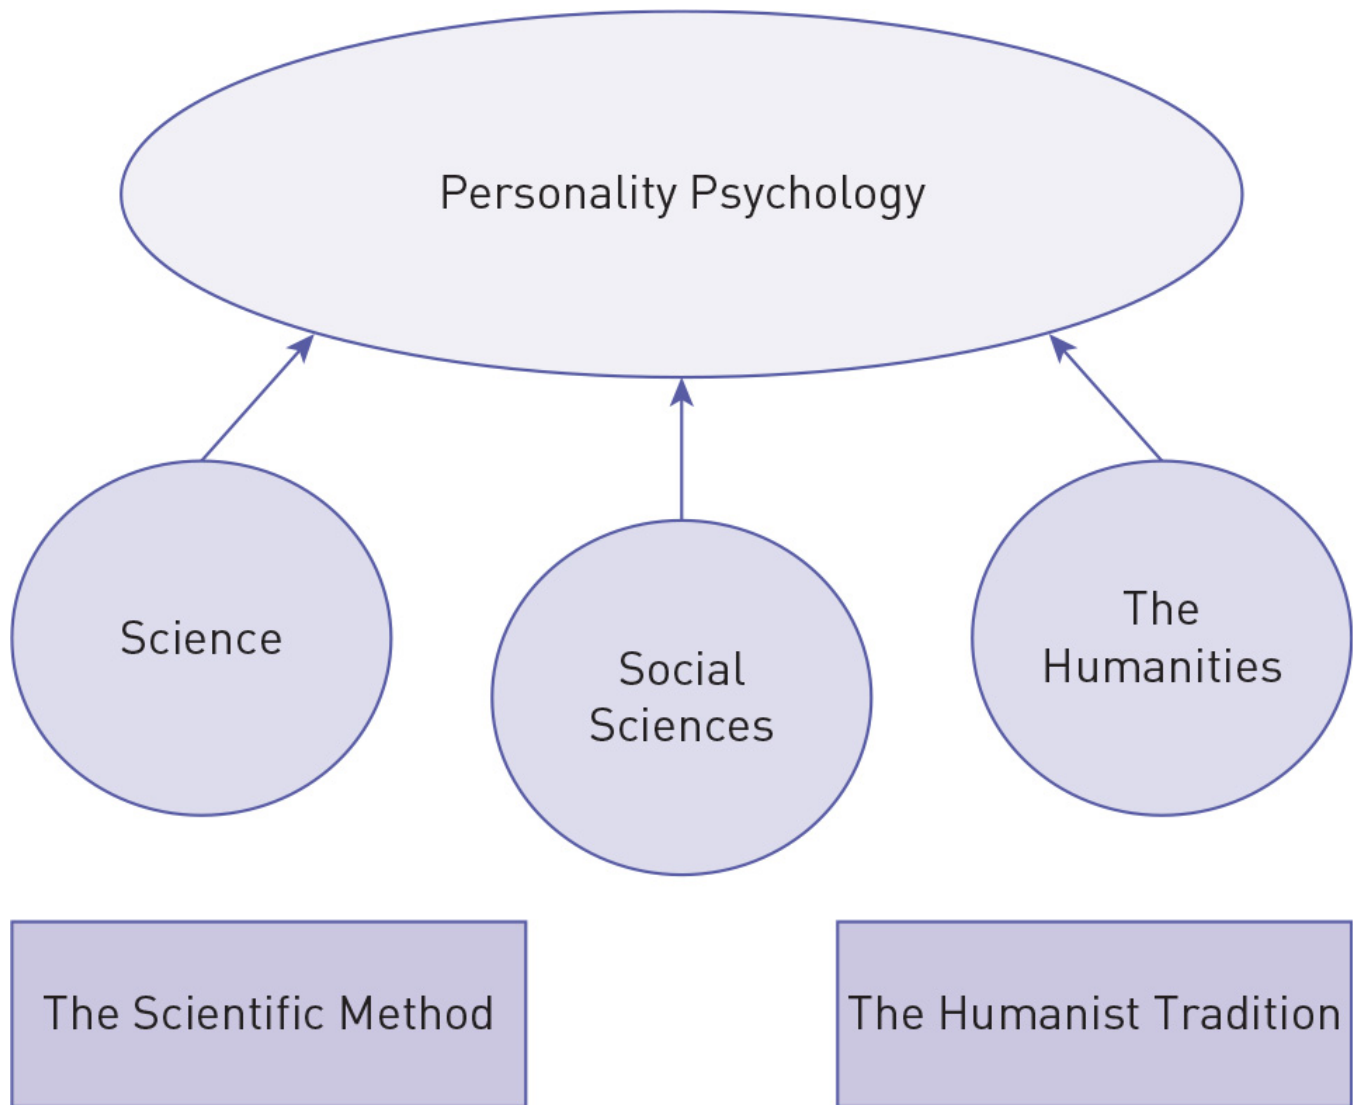 Personality Psychology
Science
Social
Sciences
The
Humanities
The Scientific Method
The Humanist Tradition